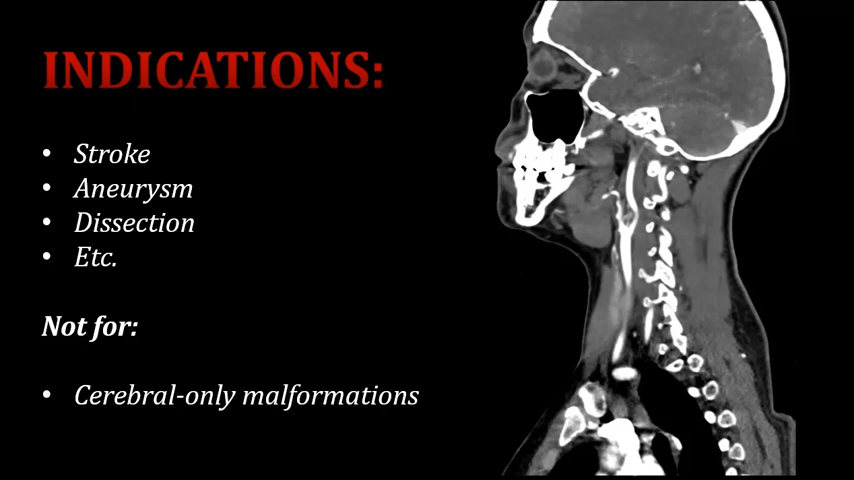 INDICATIONS:
• Stroke
• Aneurysm
• Dissection
• Etc.
Not for:
• Cerebral-only malformations